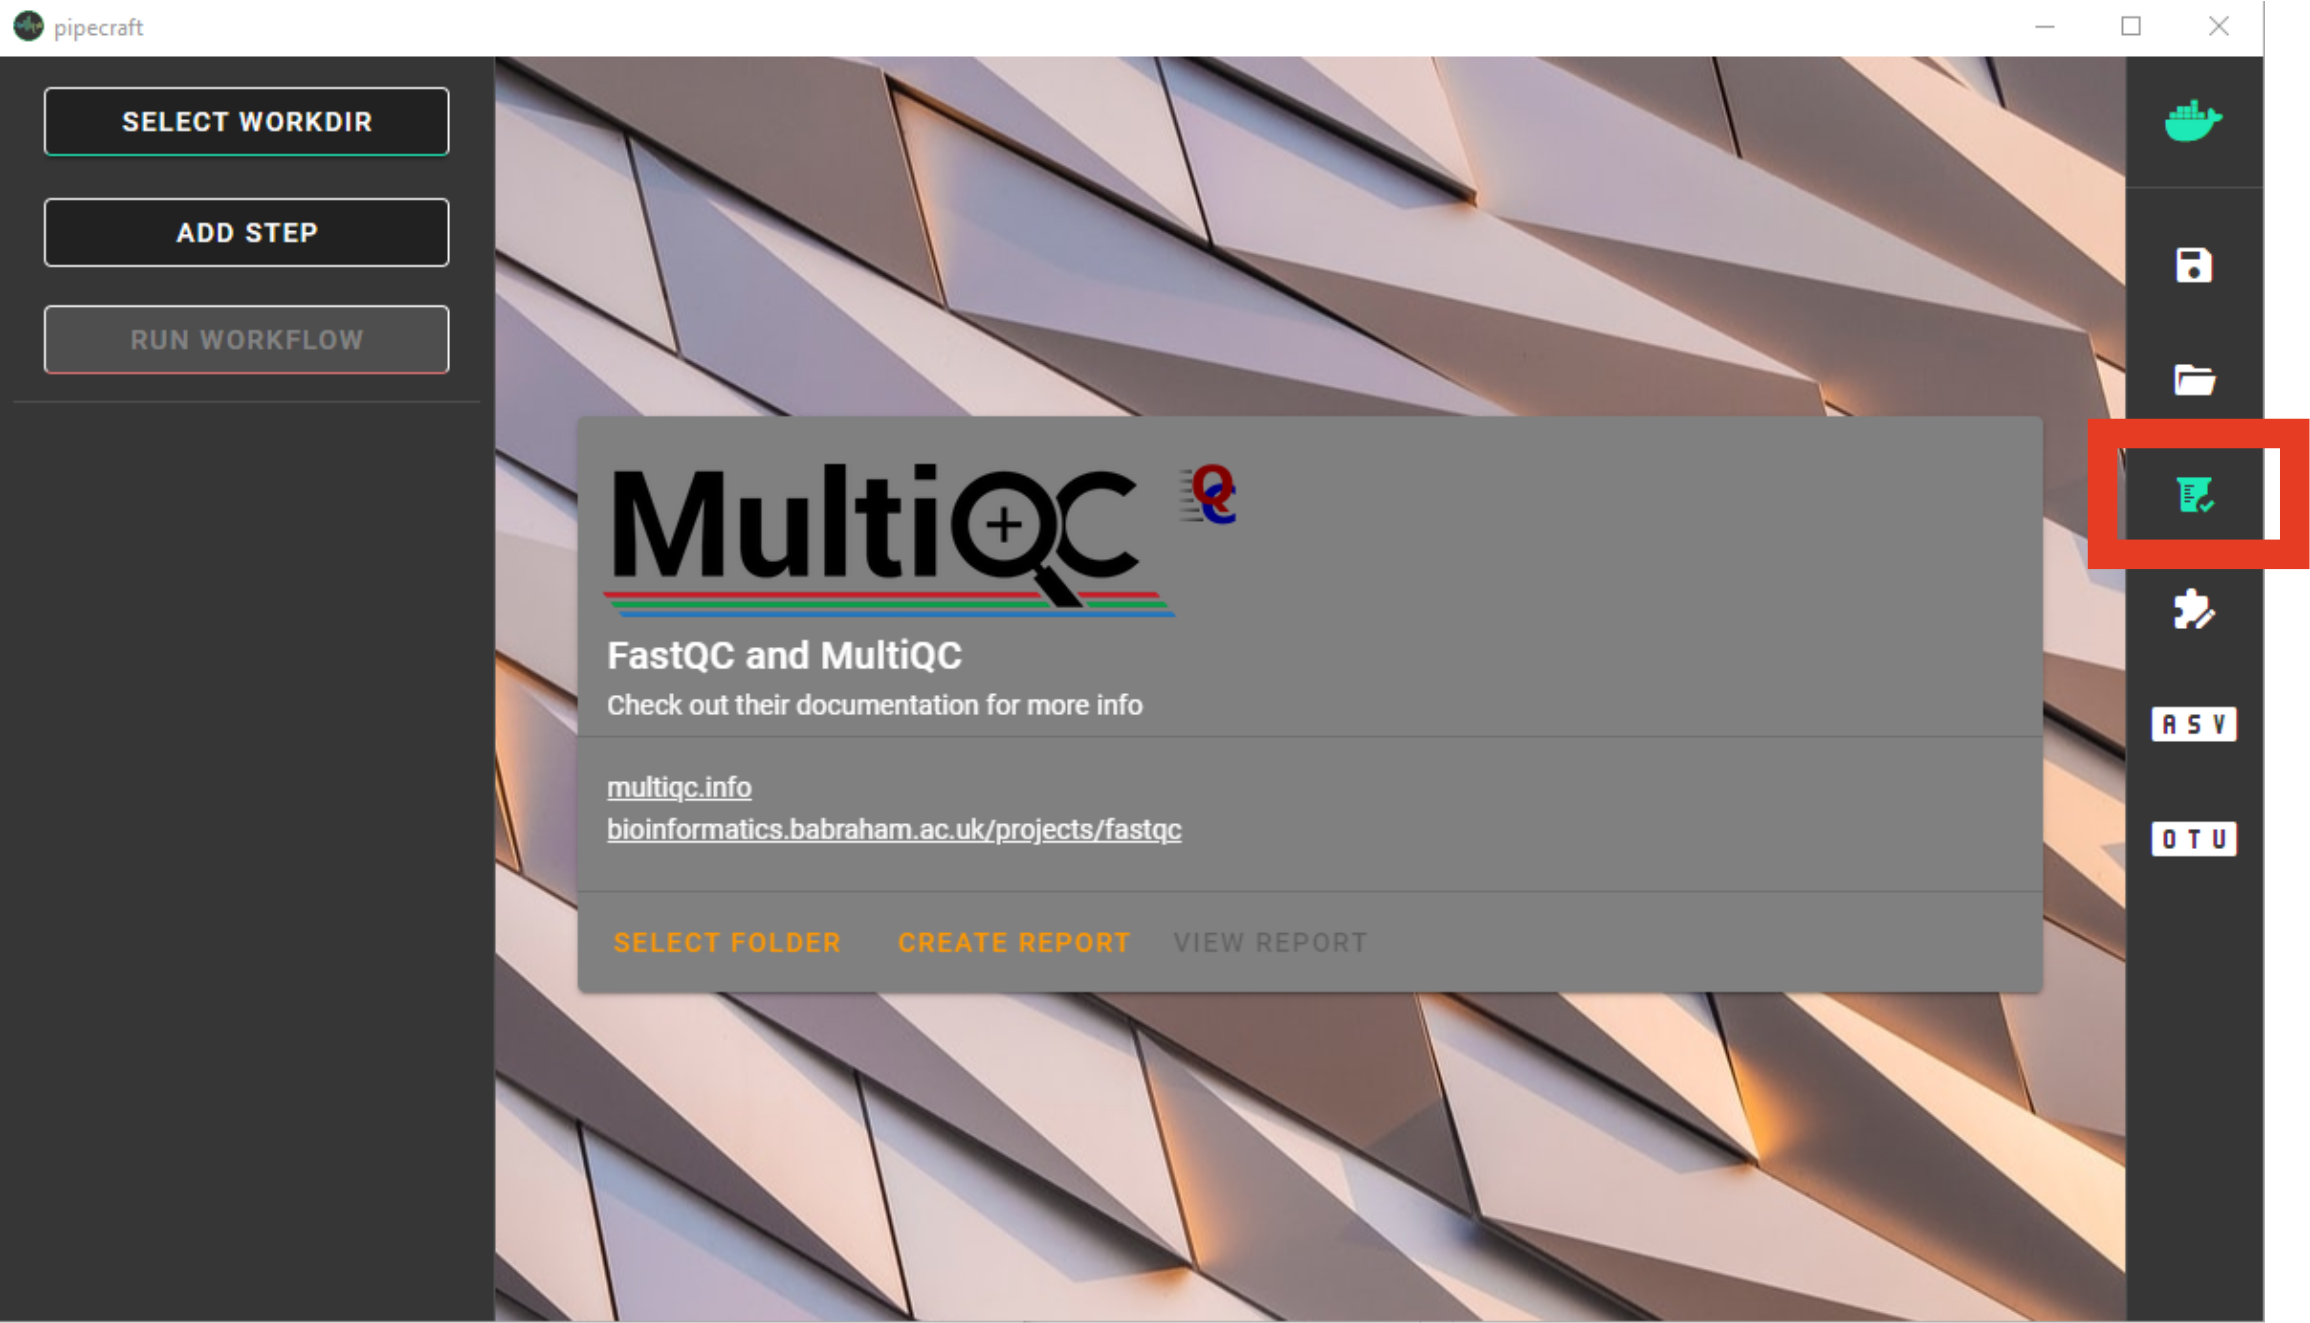 pipecraft
SELECT WORKDIR
ADD STEP
RUN WORKFLOW
MultiQC
QC
FastQC and MultiQC
Check out their documentation for more info
multiqc.info
bioinformatics.babraham.ac.uk/projects/fastqc
SELECT FOLDER CREATE REPORT VIEW REPORT
ASV
OTU